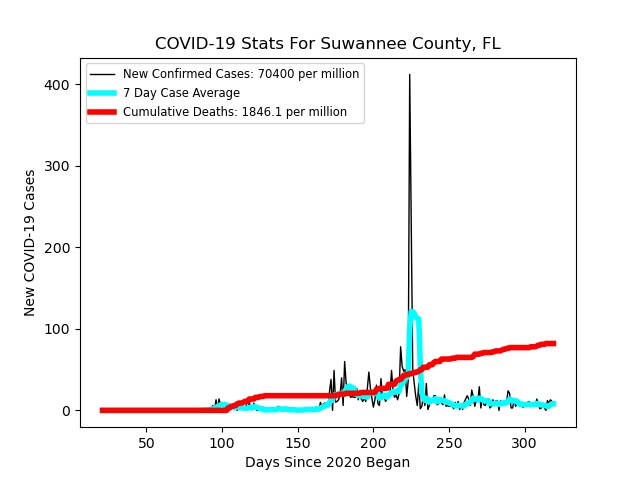 COVID-19 Stats For Suwannee County, FL
New Confirmed Cases: 70400 per million
7 Day Case Average
Cumulative Deaths: 1846.1 per million
New COVID-19 Cases
400
300
200
100
0
50 100 150 200 250 300
Days Since 2020 Began